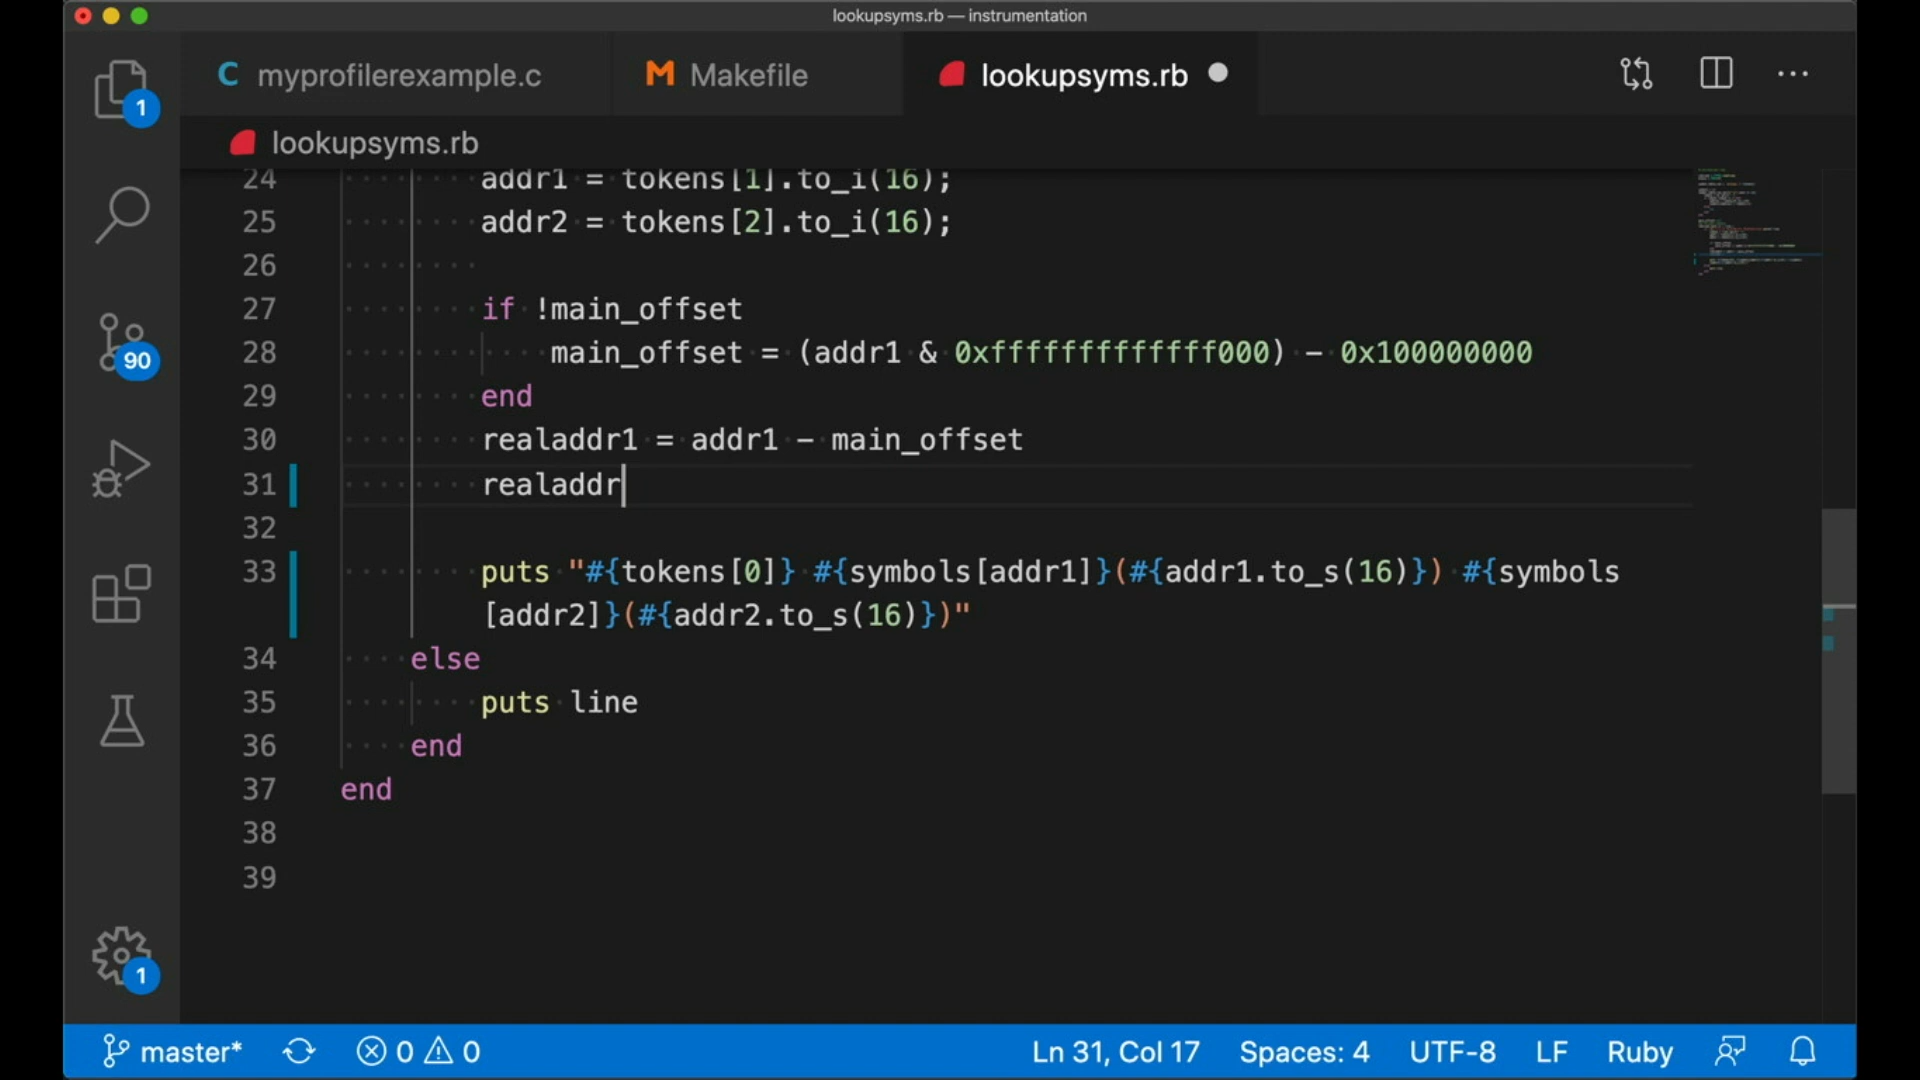 lookupsyms.rb — instrumentation
C myprofilerexample.c
M Makefile
lookupsyms.rb
lookupsyms.rb
24 addr1 = tokens[1].to_i(16);
25 addr2 = tokens[2].to_i(16);
26
27 if !main_offset
28 main_offset = (addr1 & 0xfffffffffffff000) - 0x100000000
29 end
30 realaddr1 = addr1 - main_offset
31 realaddr
32
33 puts "#{tokens[0]} #{symbols[addr1]}(#{addr1.to_s(16)}) #{symbols
[addr2]}(#{addr2.to_s(16)})"
34 else
35 puts line
36 end
37 end
38
39
1
90
1
master* 0 0 Ln 31, Col 17 Spaces: 4 UTF-8 LF Ruby